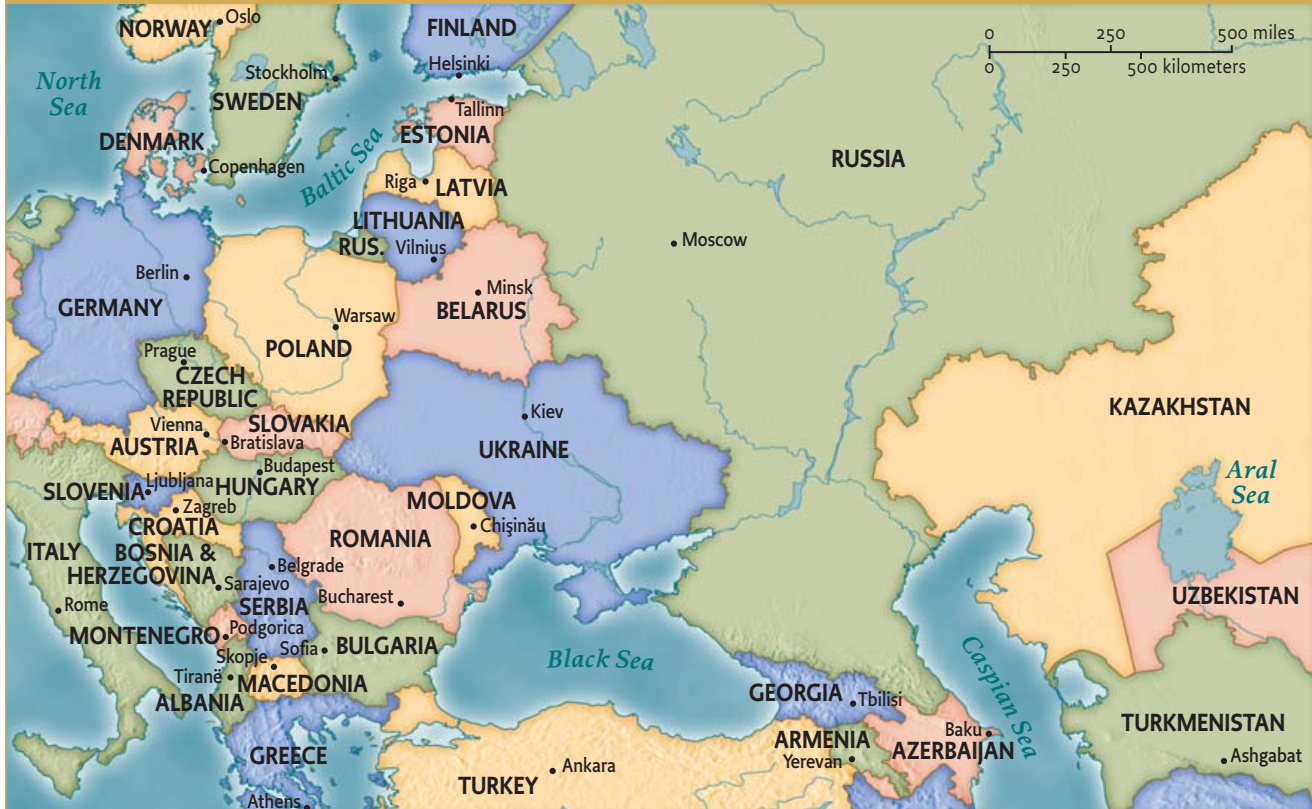 NORWAY
Oslo
FINLAND
0 250 500 miles
0 250 500 kilometers
North
Sea
Stockholm
SWEDEN
Helsinki
Tallinn
ESTONIA
DENMARK
Copenhagen
Baltic Sea
RUSSIA
Riga
LATVIA
LITHUANIA
RUS.
Vilnius
Moscow
Berlin
GERMANY
Minsk
BELARUS
Warsaw
POLAND
Prague
CZECH
REPUBLIC
KAZAKHSTAN
Kiev
UKRAINE
Vienna
AUSTRIA
SLOVAKIA
Bratislava
Budapest
HUNGARY
Ljubljana
SLOVENIA
Zagreb
CROATIA
MOLDOVA
Chişinău
Aral
Sea
ITALY
BOSNIA &
HERZEGOVINA
Sarajevo
ROMANIA
Belgrade
SERBIA
Bucharest
UZBEKISTAN
Rome
MONTENEGRO
Podgorica
Sofia
BULGARIA
Black Sea
Caspian Sea
Skopje
Tiranë
MACEDONIA
ALBANIA
GEORGIA
Tbilisi
TURKMENISTAN
Ashgabat
ARMENIA
Yerevan
Baku
AZERBAIJAN
GREECE
Athens
TURKEY
Ankara